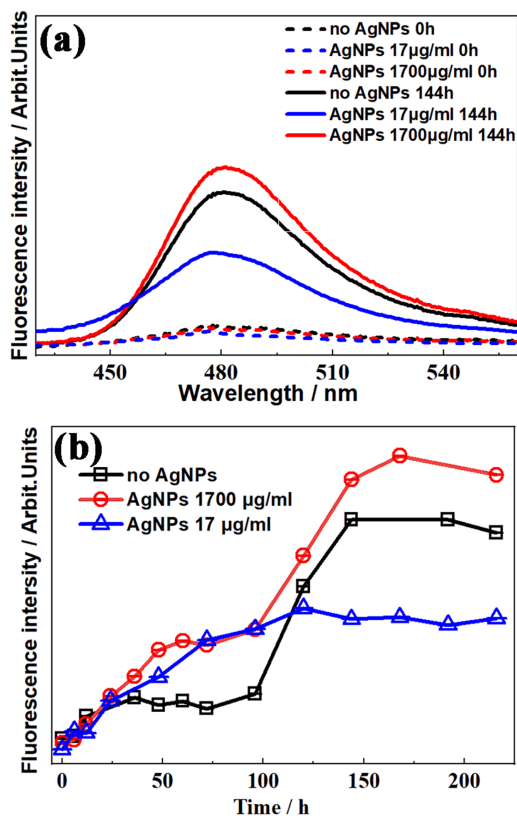 (a)
no AgNPs 0h
AgNPs 17μg/ml 0h
AgNPs 1700μg/ml 0h
no AgNPs 144h
AgNPs 17μg/ml 144h
AgNPs 1700μg/ml 144h
Fluorescence intensity / Arbit.Units
450 480 510 540
Wavelength / nm
(b)
no AgNPs
AgNPs 1700 μg/ml
AgNPs 17 μg/ml
Fluorescence intensity / Arbit.Units
0 50 100 150 200
Time / h